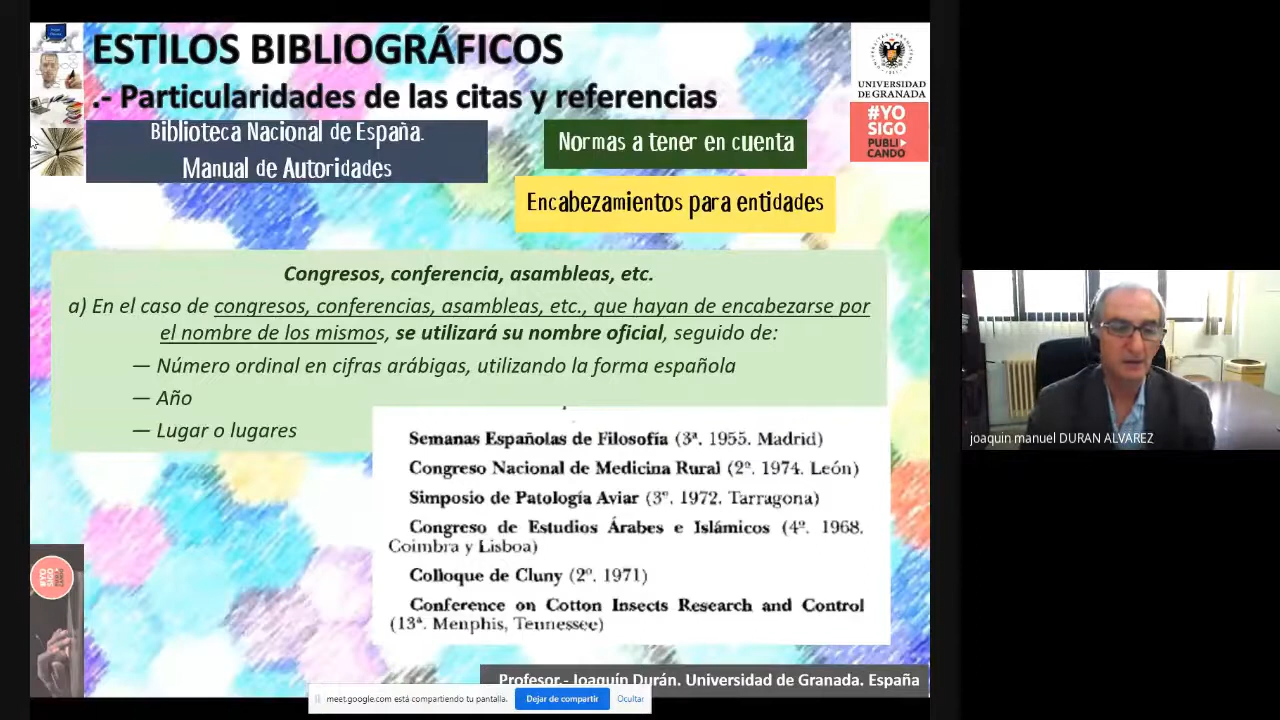 ESTILOS BIBLIOGRÁFICOS
.- Particularidades de las citas y referencias
UNIVERSIDAD
DE GRANADA
#YO
SIGO
PUBLI
CANDO
Biblioteca Nacional de España.
Manual de Autoridades
Normas a tener en cuenta
Encabezamientos para entidades
Congresos, conferencia, asambleas, etc.
a) En el caso de congresos, conferencias, asambleas, etc., que hayan de encabezarse por
el nombre de los mismos, se utilizará su nombre oficial, seguido de:
— Número ordinal en cifras arábigas, utilizando la forma española
— Año
— Lugar o lugares
Semanas Españolas de Filosofía (3ª. 1955. Madrid)
Congreso Nacional de Medicina Rural (2º. 1974. León)
Simposio de Patología Aviar (3º. 1972. Tarragona)
Congreso de Estudios Árabes e Islámicos (4º. 1968.
Coimbra y Lisboa)
Colloque de Cluny (2º. 1971)
Conference on Cotton Insects Research and Control
(13ª. Menphis, Tennessee)
#YO
SIGO
PUBLI
CANDO
Profesor.- Joaquín Durán. Universidad de Granada. España
meet.google.com está compartiendo tu pantalla.
Dejar de compartir
Ocultar
joaquin manuel DURAN ALVAREZ